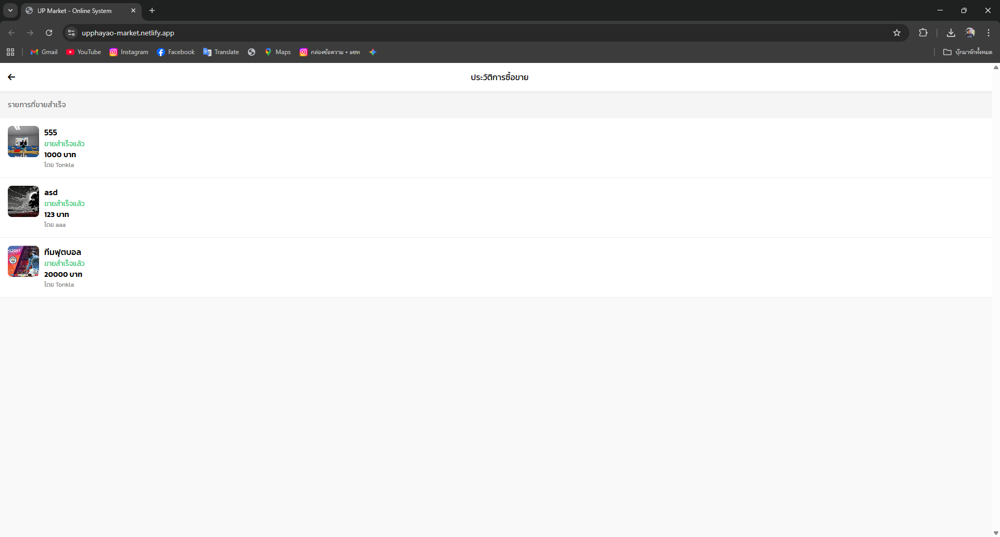 UP Market - Online System
upphayao-market.netlify.app
Gmail
YouTube
Instagram
Facebook
Translate
Maps
กล่องข้อความ • แชท
บุ๊กมาร์กทั้งหมด
ประวัติการซื้อขาย
รายการที่ขายสำเร็จ
555
ขายสำเร็จแล้ว
1000 บาท
โดย Tonkla
asd
ขายสำเร็จแล้ว
123 บาท
โดย aaa
HLIGHT
ทีมฟุตบอล
ขายสำเร็จแล้ว
20000 บาท
โดย Tonkla